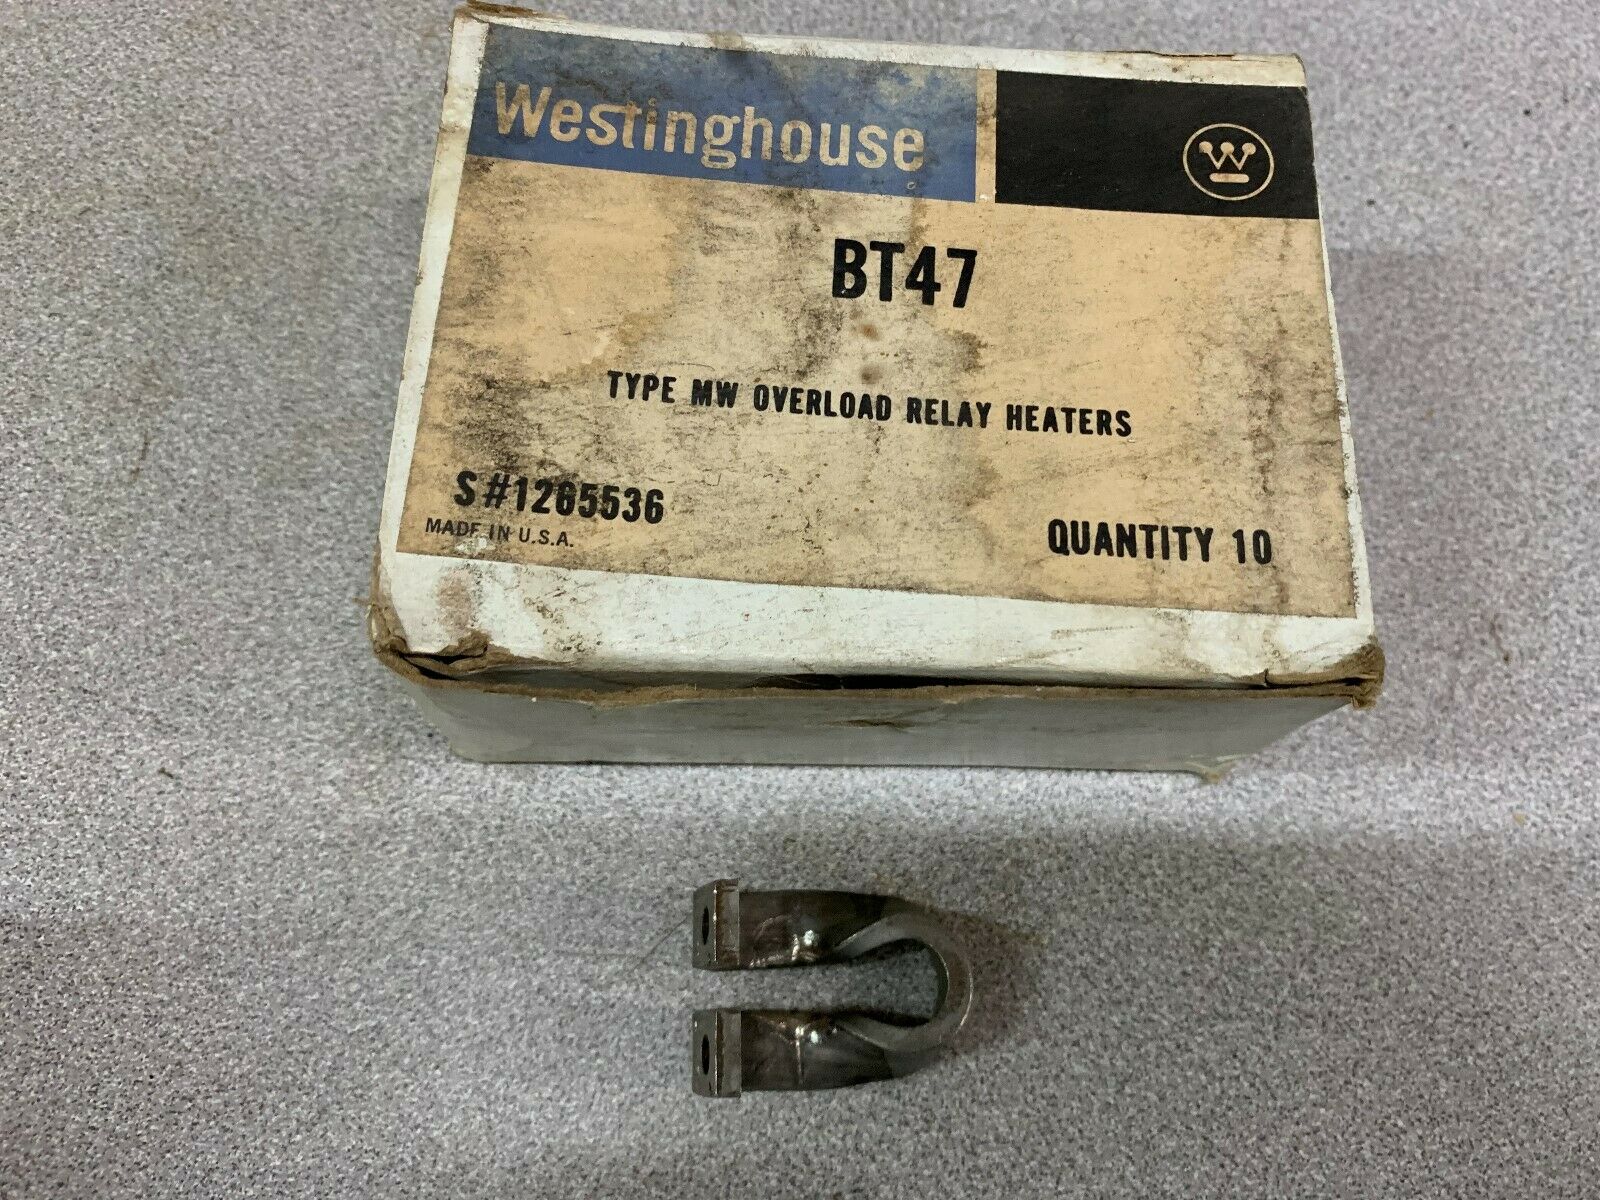 Westinghouse
W
BT47
TYPE MW OVERLOAD RELAY HEATERS
S#1265536
MADE IN U.S.A.
QUANTITY 10